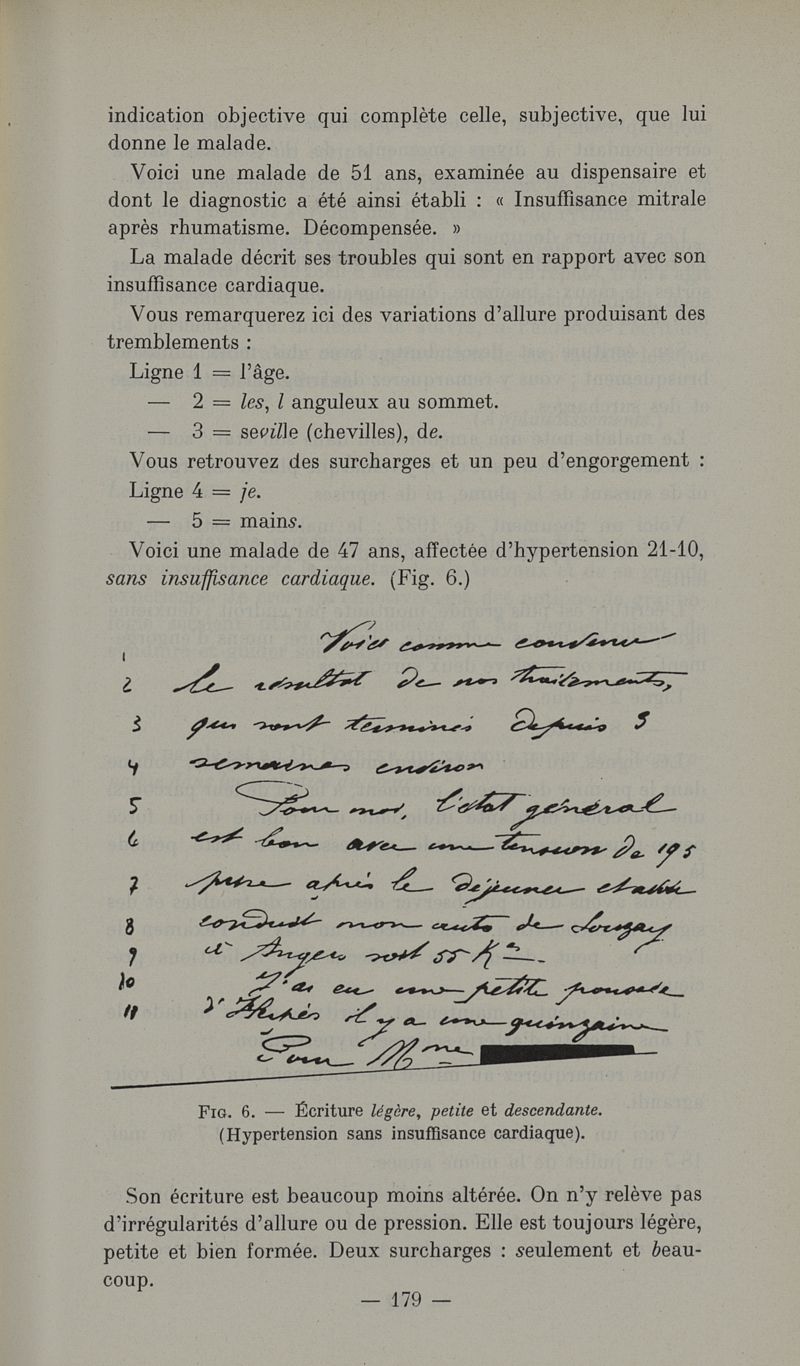 indication objective qui complète celle, subjective, que lui
donne le malade.
Voici une malade de 51 ans, examinée au dispensaire et
dont le diagnostic a été ainsi établi : « Insuffisance mitrale
après rhumatisme. Décompensée. »
La malade décrit ses troubles qui sont en rapport avec son
insuffisance cardiaque.
Vous remarquerez ici des variations d'allure produisant des
tremblements :
Ligne 1 = l'âge.
— 2 = les, l anguleux au sommet.
— 3 = seville (chevilles), de.
Vous retrouvez des surcharges et un peu d'engorgement :
Ligne 4 = je.
— 5 = mains.
Voici une malade de 47 ans, affectée d'hypertension 21-10,
sans insuffisance cardiaque. (Fig. 6.)
1 Voici comme convenu
2 le résultat de nos traitements,
3 qui sont terminés depuis 5
4 semaines environ
5 Pour moi, l'état général
6 est bon avec une tension de 195
7 après le déjeuner et
8 conduit mon auto de
9 à Angers soit 55 K
10 J'ai eu une petite poussée
11 il y a une quinzaine
Pour Mme
Fig. 6. — Écriture légère, petite et descendante.
(Hypertension sans insuffisance cardiaque).
Son écriture est beaucoup moins altérée. On n'y relève pas
d'irrégularités d'allure ou de pression. Elle est toujours légère,
petite et bien formée. Deux surcharges : seulement et beau-
coup.
— 179 —